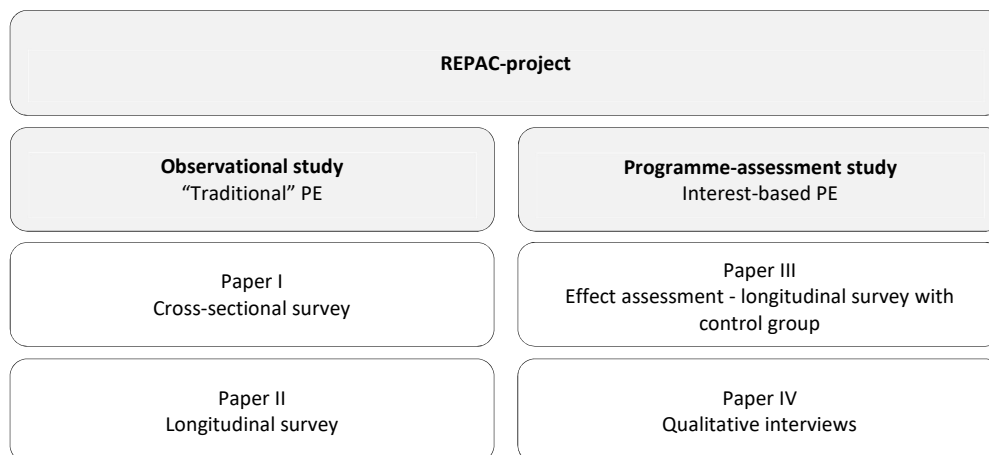 REPAC-project
Observational study
“Traditional” PE
Programme-assessment study
Interest-based PE
Paper I
Cross-sectional survey
Paper III
Effect assessment - longitudinal survey with
control group
Paper II
Longitudinal survey
Paper IV
Qualitative interviews